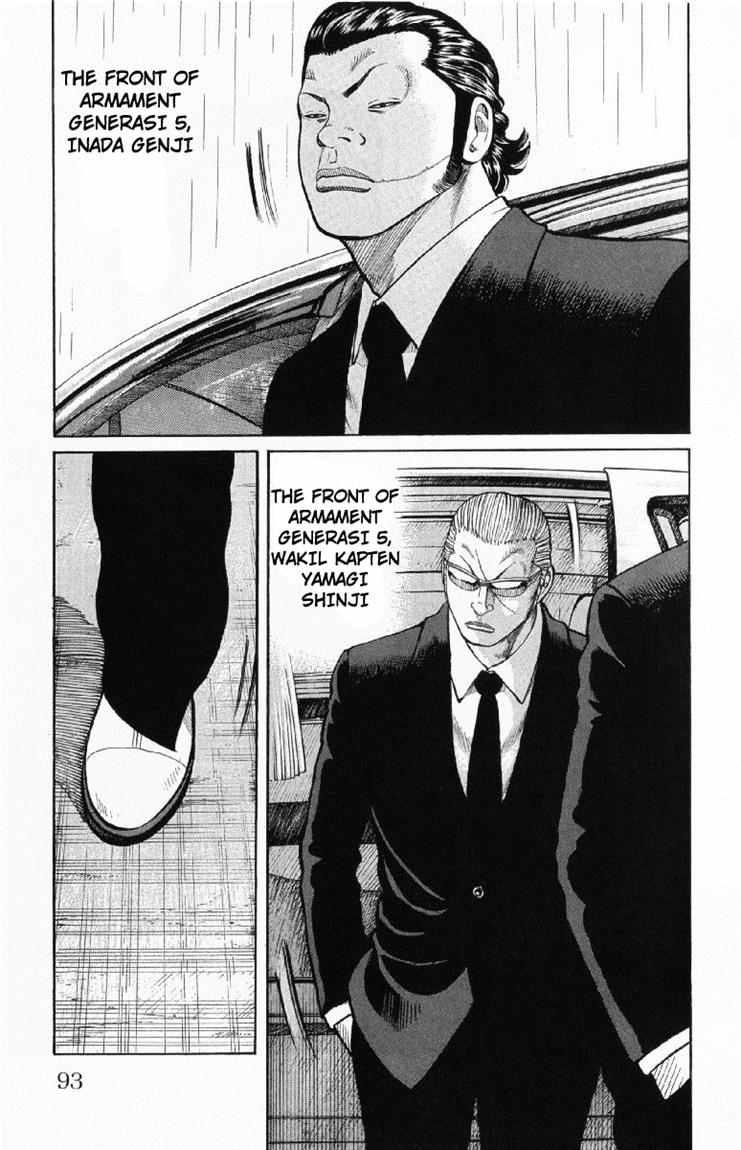 THE FRONT OF
ARMAMENT
GENERASI 5,
INADA GENJI
THE FRONT OF
ARMAMENT
GENERASI 5,
WAKIL KAPTEN
YAMAGI
SHINJI
93